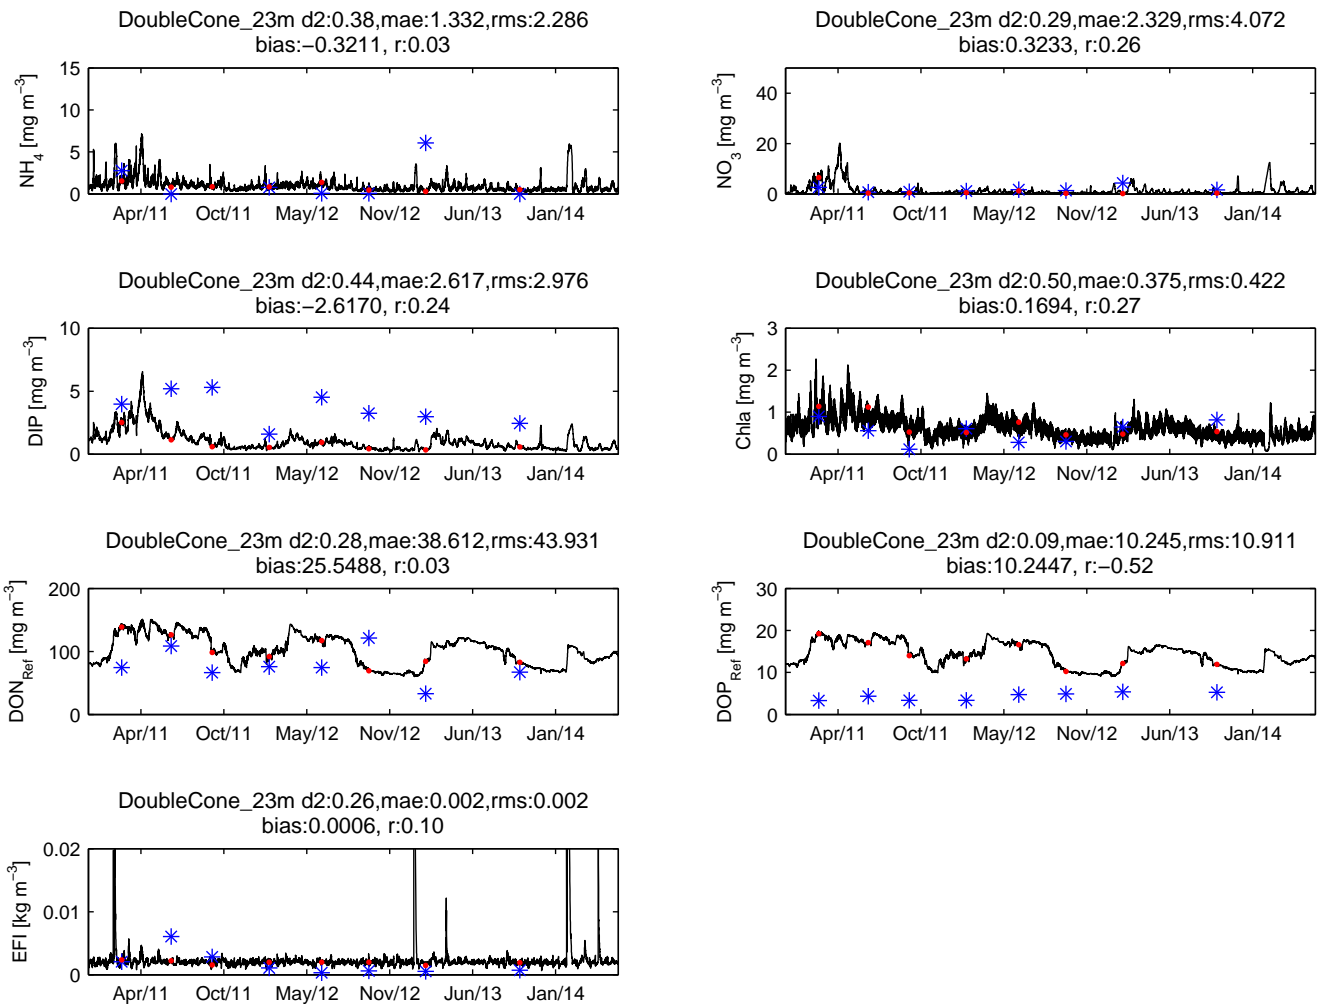 DoubleCone_23m d2:0.38,mae:1.332,rms:2.286
bias:−0.3211, r:0.03
15
10
5
0
NH4 [mg m−3]
Apr/11 Oct/11 May/12 Nov/12 Jun/13 Jan/14
DoubleCone_23m d2:0.29,mae:2.329,rms:4.072
bias:0.3233, r:0.26
40
20
0
NO3 [mg m−3]
Apr/11 Oct/11 May/12 Nov/12 Jun/13 Jan/14
DoubleCone_23m d2:0.44,mae:2.617,rms:2.976
bias:−2.6170, r:0.24
10
5
0
DIP [mg m−3]
Apr/11 Oct/11 May/12 Nov/12 Jun/13 Jan/14
DoubleCone_23m d2:0.50,mae:0.375,rms:0.422
bias:0.1694, r:0.27
3
2
1
0
Chla [mg m−3]
Apr/11 Oct/11 May/12 Nov/12 Jun/13 Jan/14
DoubleCone_23m d2:0.28,mae:38.612,rms:43.931
bias:25.5488, r:0.03
200
100
0
DONRef [mg m−3]
Apr/11 Oct/11 May/12 Nov/12 Jun/13 Jan/14
DoubleCone_23m d2:0.09,mae:10.245,rms:10.911
bias:10.2447, r:−0.52
30
20
10
0
DOPRef [mg m−3]
Apr/11 Oct/11 May/12 Nov/12 Jun/13 Jan/14
DoubleCone_23m d2:0.26,mae:0.002,rms:0.002
bias:0.0006, r:0.10
0.02
0.01
0
EFI [kg m−3]
Apr/11 Oct/11 May/12 Nov/12 Jun/13 Jan/14